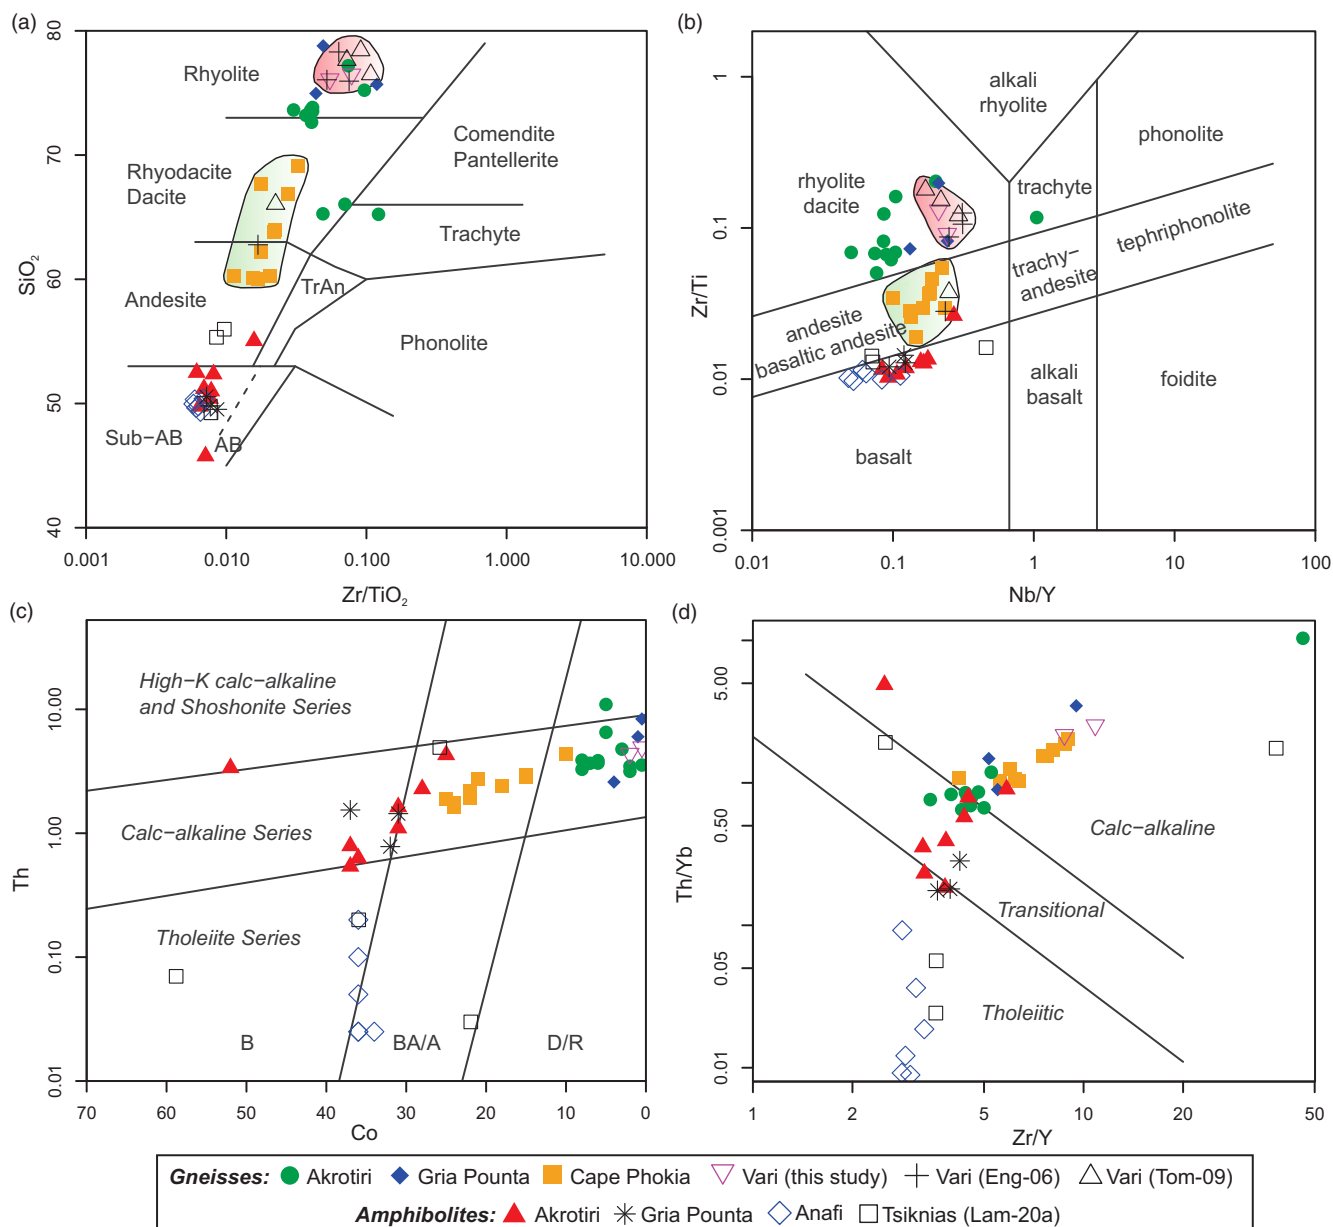 (a)
80
70
60
50
40
SiO2
Rhyolite
Comendite
Pantellerite
Rhyodacite
Dacite
Trachyte
TrAn
Andesite
Phonolite
Sub−AB
AB
0.001 0.010 0.100 1.000 10.000
Zr/TiO2
(b)
1
0.1
0.01
0.001
Zr/Ti
alkali
rhyolite
phonolite
rhyolite
dacite
trachyte
tephriphonolite
trachy−
andesite
andesite
basaltic andesite
alkali
basalt
foidite
basalt
0.01 0.1 1 10 100
Nb/Y
(c)
10.00
1.00
0.10
0.01
Th
High−K calc−alkaline
and Shoshonite Series
Calc−alkaline Series
Tholeiite Series
B BA/A D/R
70 60 50 40 30 20 10 0
Co
(d)
5.00
0.50
0.05
0.01
Th/Yb
Calc−alkaline
Transitional
Tholeiitic
1 2 5 10 20 50
Zr/Y
Gneisses: Akrotiri Gria Pounta Cape Phokia Vari (this study) Vari (Eng-06) Vari (Tom-09)
Amphibolites: Akrotiri Gria Pounta Anafi Tsiknias (Lam-20a)